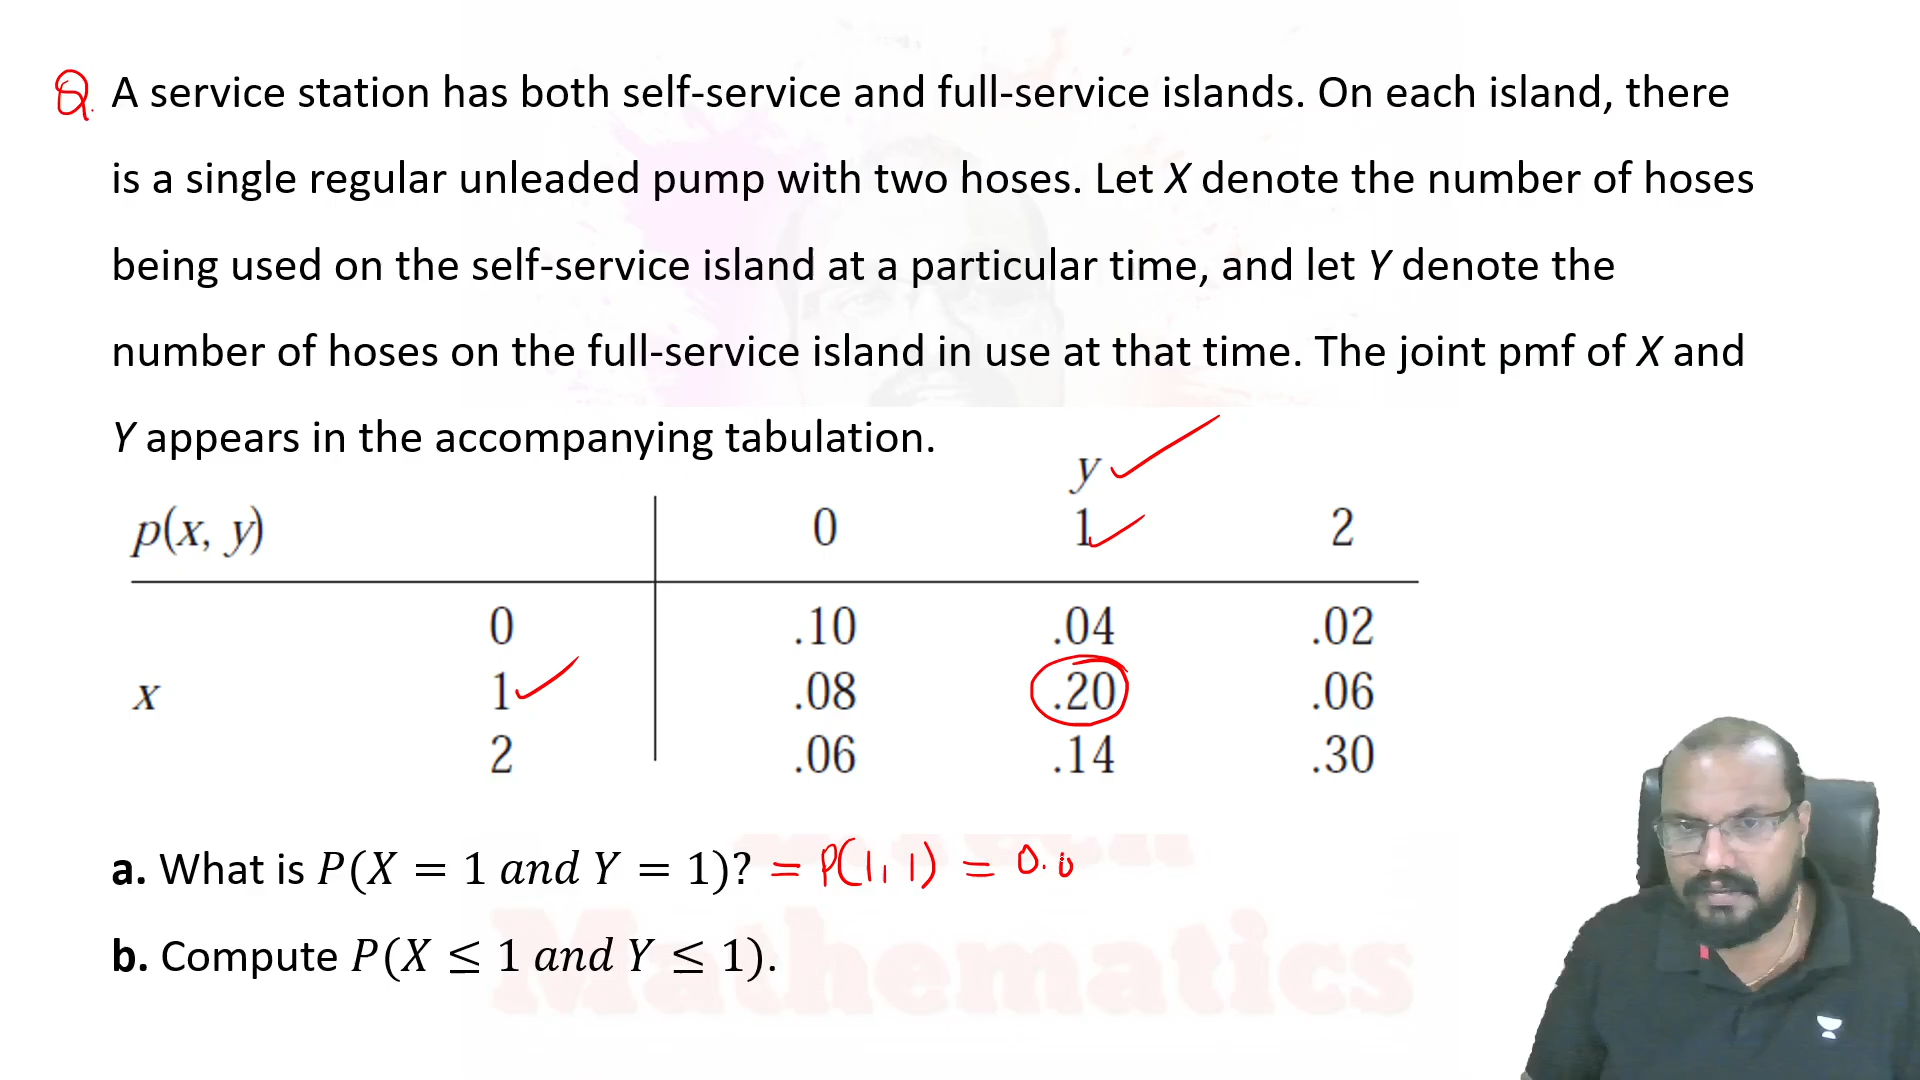 Q. A service station has both self-service and full-service islands. On each island, there
is a single regular unleaded pump with two hoses. Let X denote the number of hoses
being used on the self-service island at a particular time, and let Y denote the
number of hoses on the full-service island in use at that time. The joint pmf of X and
Y appears in the accompanying tabulation.
y
p(x, y) 0 1 2
0 .10 .04 .02
x 1 .08 .20 .06
2 .06 .14 .30
a. What is P(X = 1 and Y = 1)? = P(1, 1) = 0.0
b. Compute P(X ≤ 1 and Y ≤ 1).
Mathematics